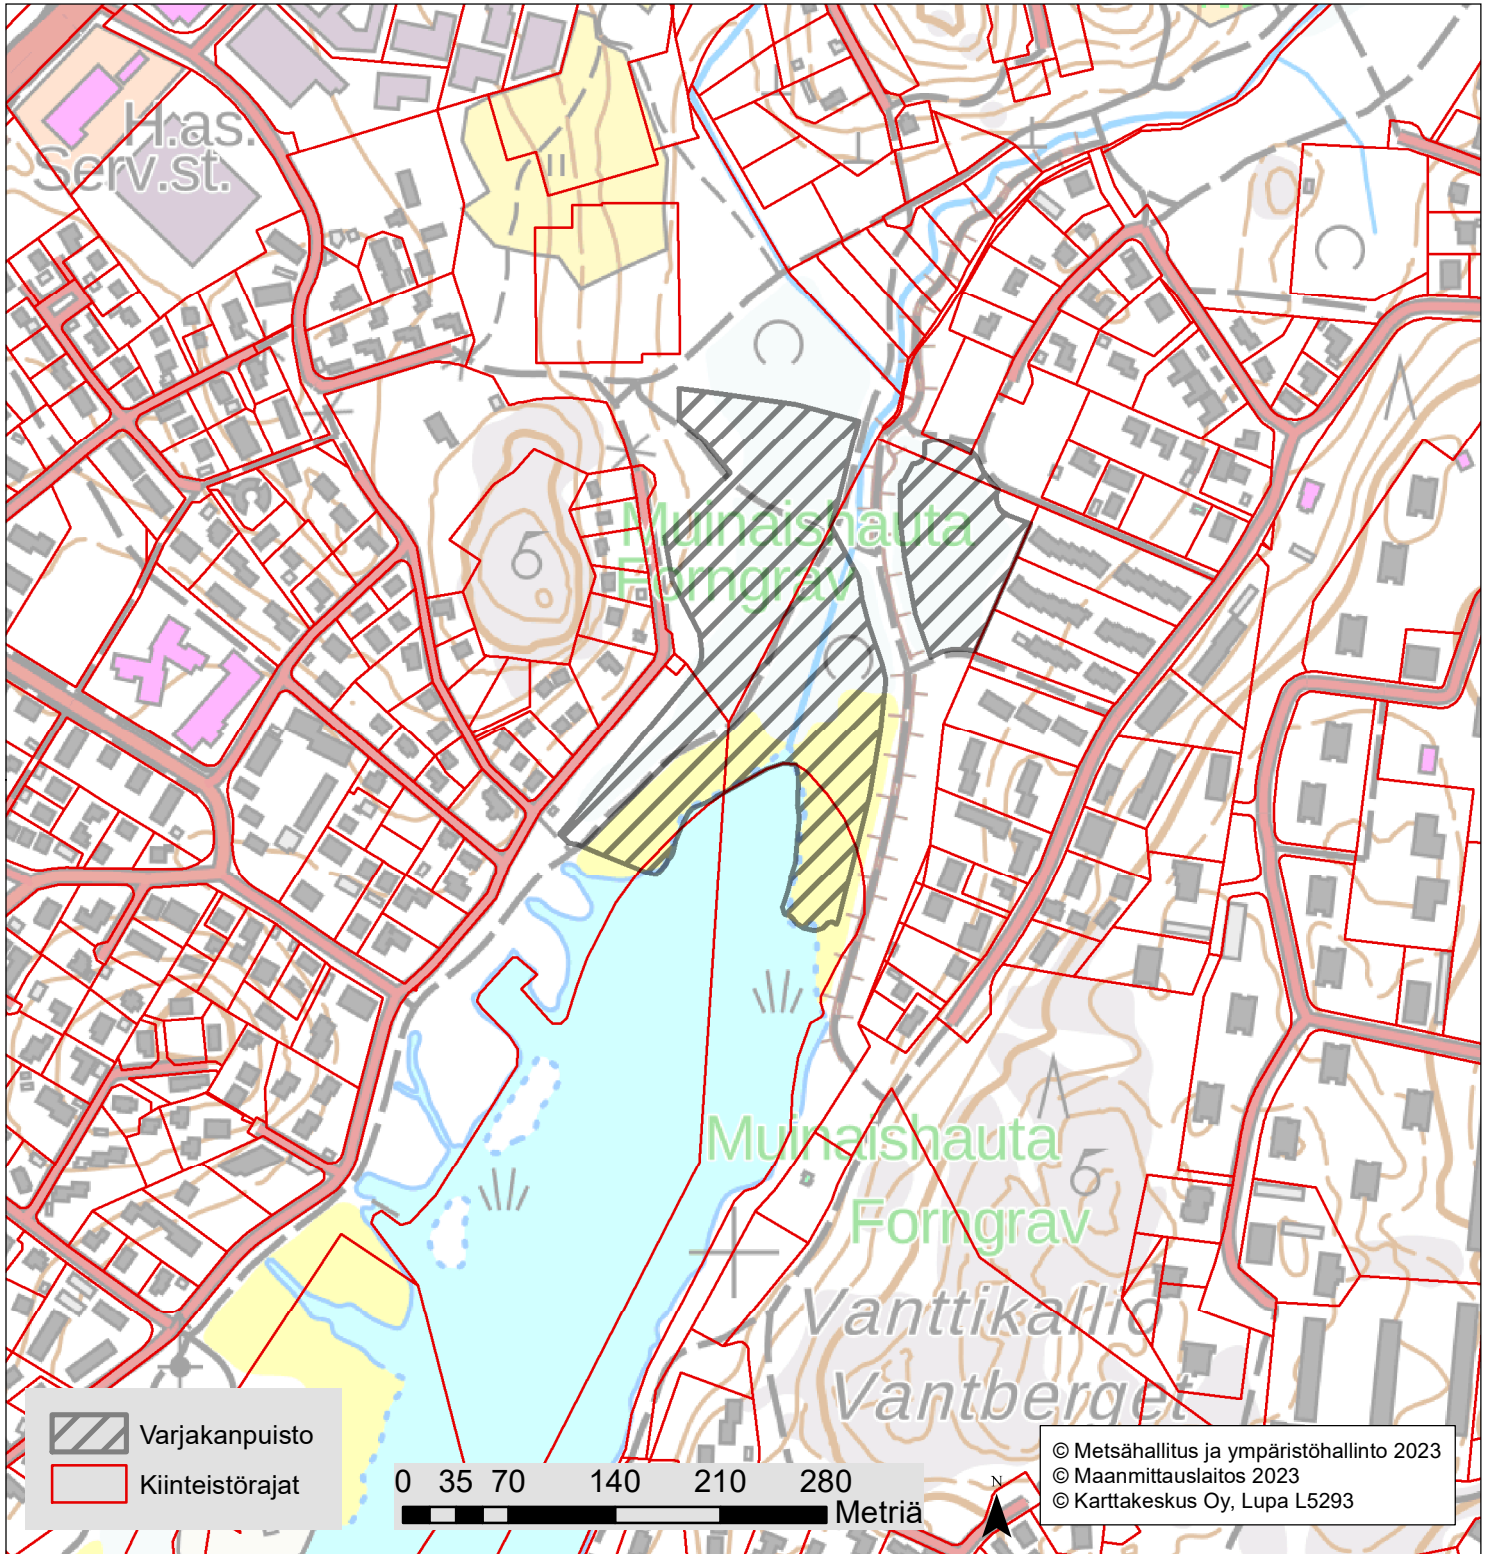 H.as.
Serv.st.
Muinaishauta
Forngrav
Muinaishauta
Forngrav
Vanttikallio
Vantberget
Varjakanpuisto
Kiinteistörajat
0 35 70 140 210 280
Metriä
N
© Metsähallitus ja ympäristöhallinto 2023
© Maanmittauslaitos 2023
© Karttakeskus Oy, Lupa L5293